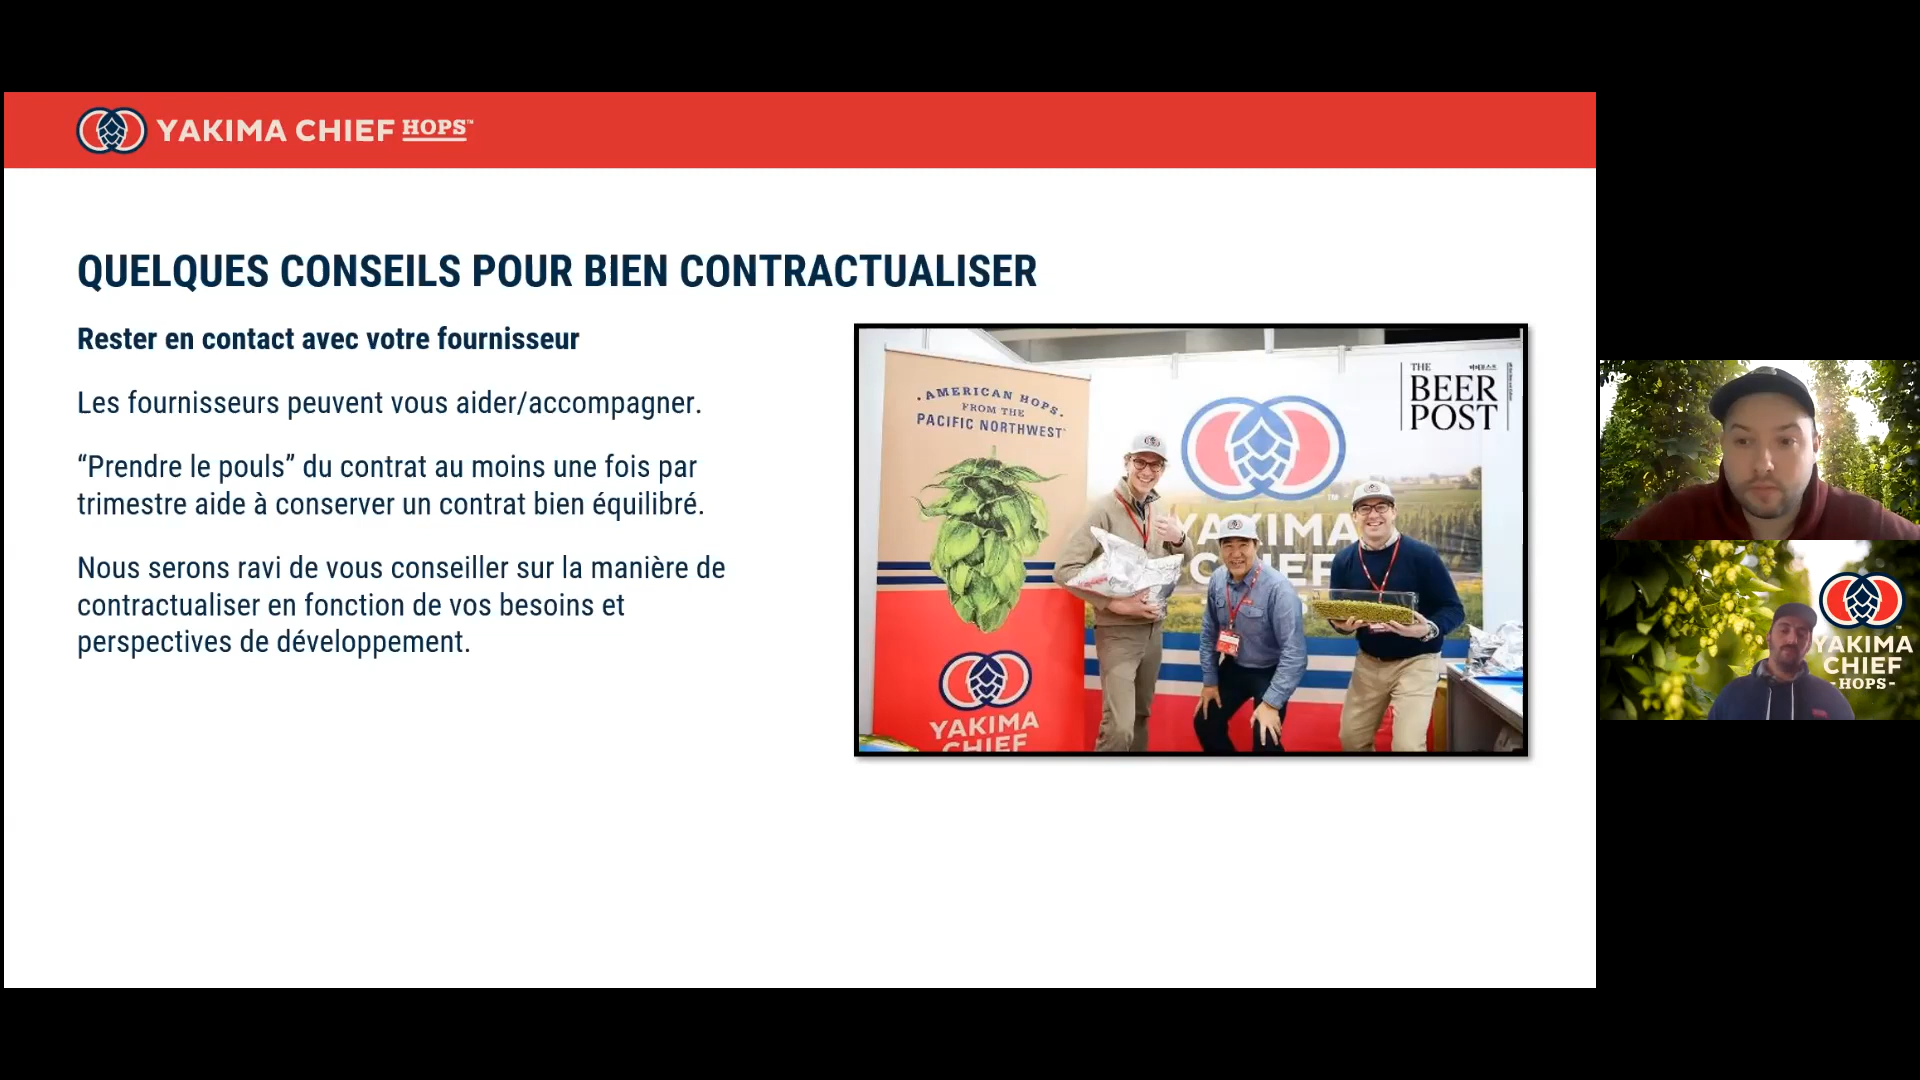 YAKIMA CHIEF HOPS™
QUELQUES CONSEILS POUR BIEN CONTRACTUALISER
Rester en contact avec votre fournisseur
Les fournisseurs peuvent vous aider/accompagner.
“Prendre le pouls” du contrat au moins une fois par
trimestre aide à conserver un contrat bien équilibré.
Nous serons ravi de vous conseiller sur la manière de
contractualiser en fonction de vos besoins et
perspectives de développement.
·AMERICAN HOPS·
FROM THE
PACIFIC NORTHWEST
YAKIMA
CHIEF
YAKIMA
CHIEF
THE
BEER
POST
YAKIMA
CHIEF
-HOPS-